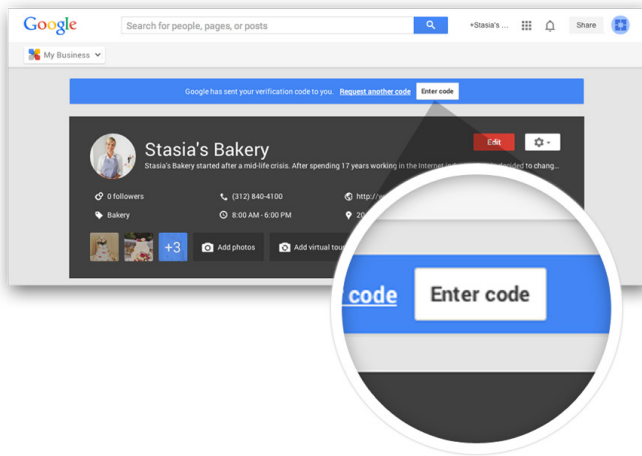 Google
Search for people, pages, or posts
+Stasia's ...
Share
My Business
Google has sent your verification code to you. Request another code Enter code
Stasia's Bakery
Edit
Stasia's Bakery started after a mid-life crisis. After spending 17 years working in the Internet to chang...
0 followers
(312) 840-4100
Bakery
8:00 AM - 6:00 PM
+3
Add photos
Add virtual tour
code
Enter code